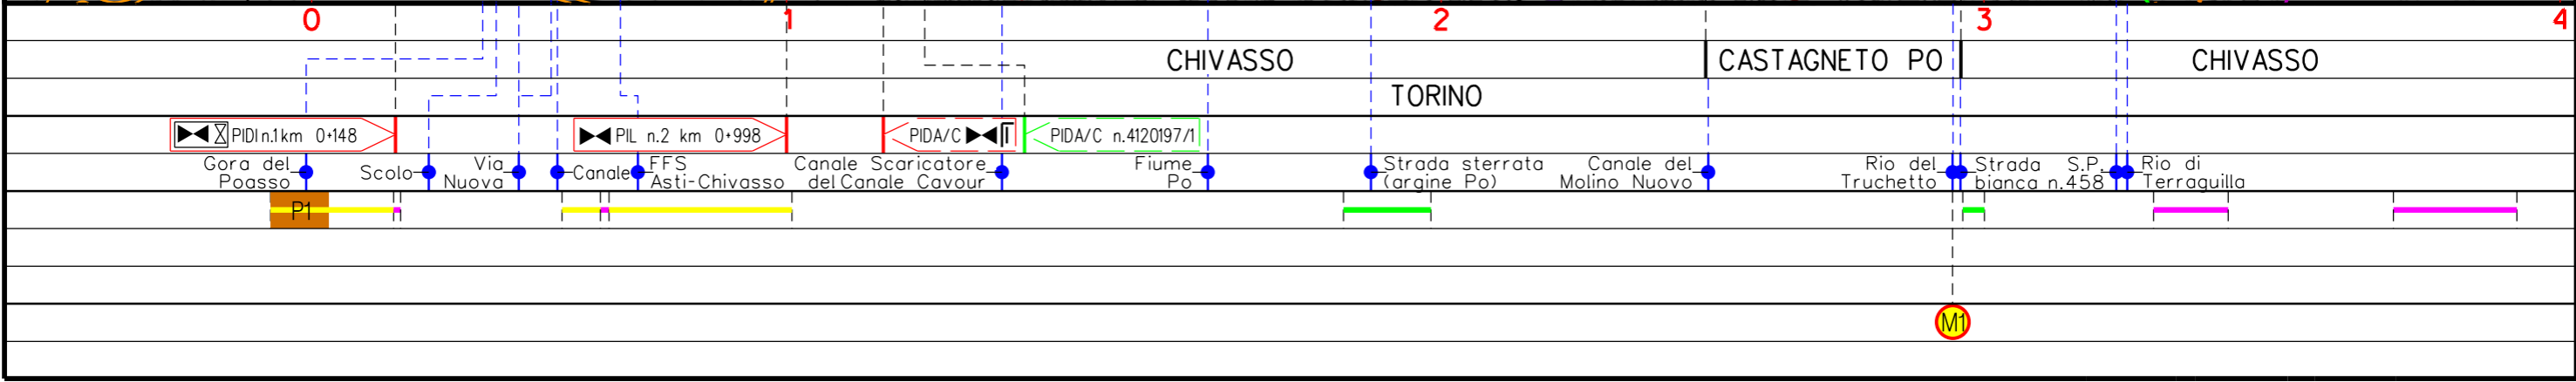 0 1 2 3 4
CHIVASSO CASTAGNETO PO CHIVASSO
TORINO
PIDI n.1 km 0+148 PIL n.2 km 0+998 PIDA/C PIDA/C n.4120197/1
Gora del Poasso
Scolo
Via Nuova
Canale
FFS Asti-Chivasso
Canale Scaricatore del Canale Cavour
Fiume Po
Strada sterrata (argine Po)
Canale del Molino Nuovo
Rio del Truchetto
Strada bianca
S.P. n.458
Rio di Terraguilla
P1
M1